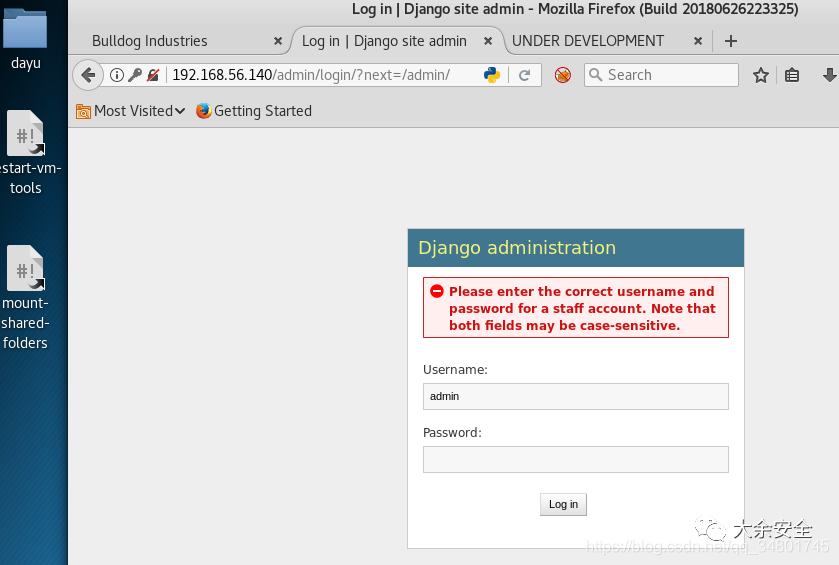 Log in | Django site admin - Mozilla Firefox (Build 20180626223325)
dayu
estart-vm-
tools
mount-
shared-
folders
Bulldog Industries
Log in | Django site admin
UNDER DEVELOPMENT
192.168.56.140/admin/login/?next=/admin/
Search
Most Visited
Getting Started
Django administration
Please enter the correct username and
password for a staff account. Note that
both fields may be case-sensitive.
Username:
admin
Password:
Log in
大余安全
https://blog.csdn.net/qq_34801745